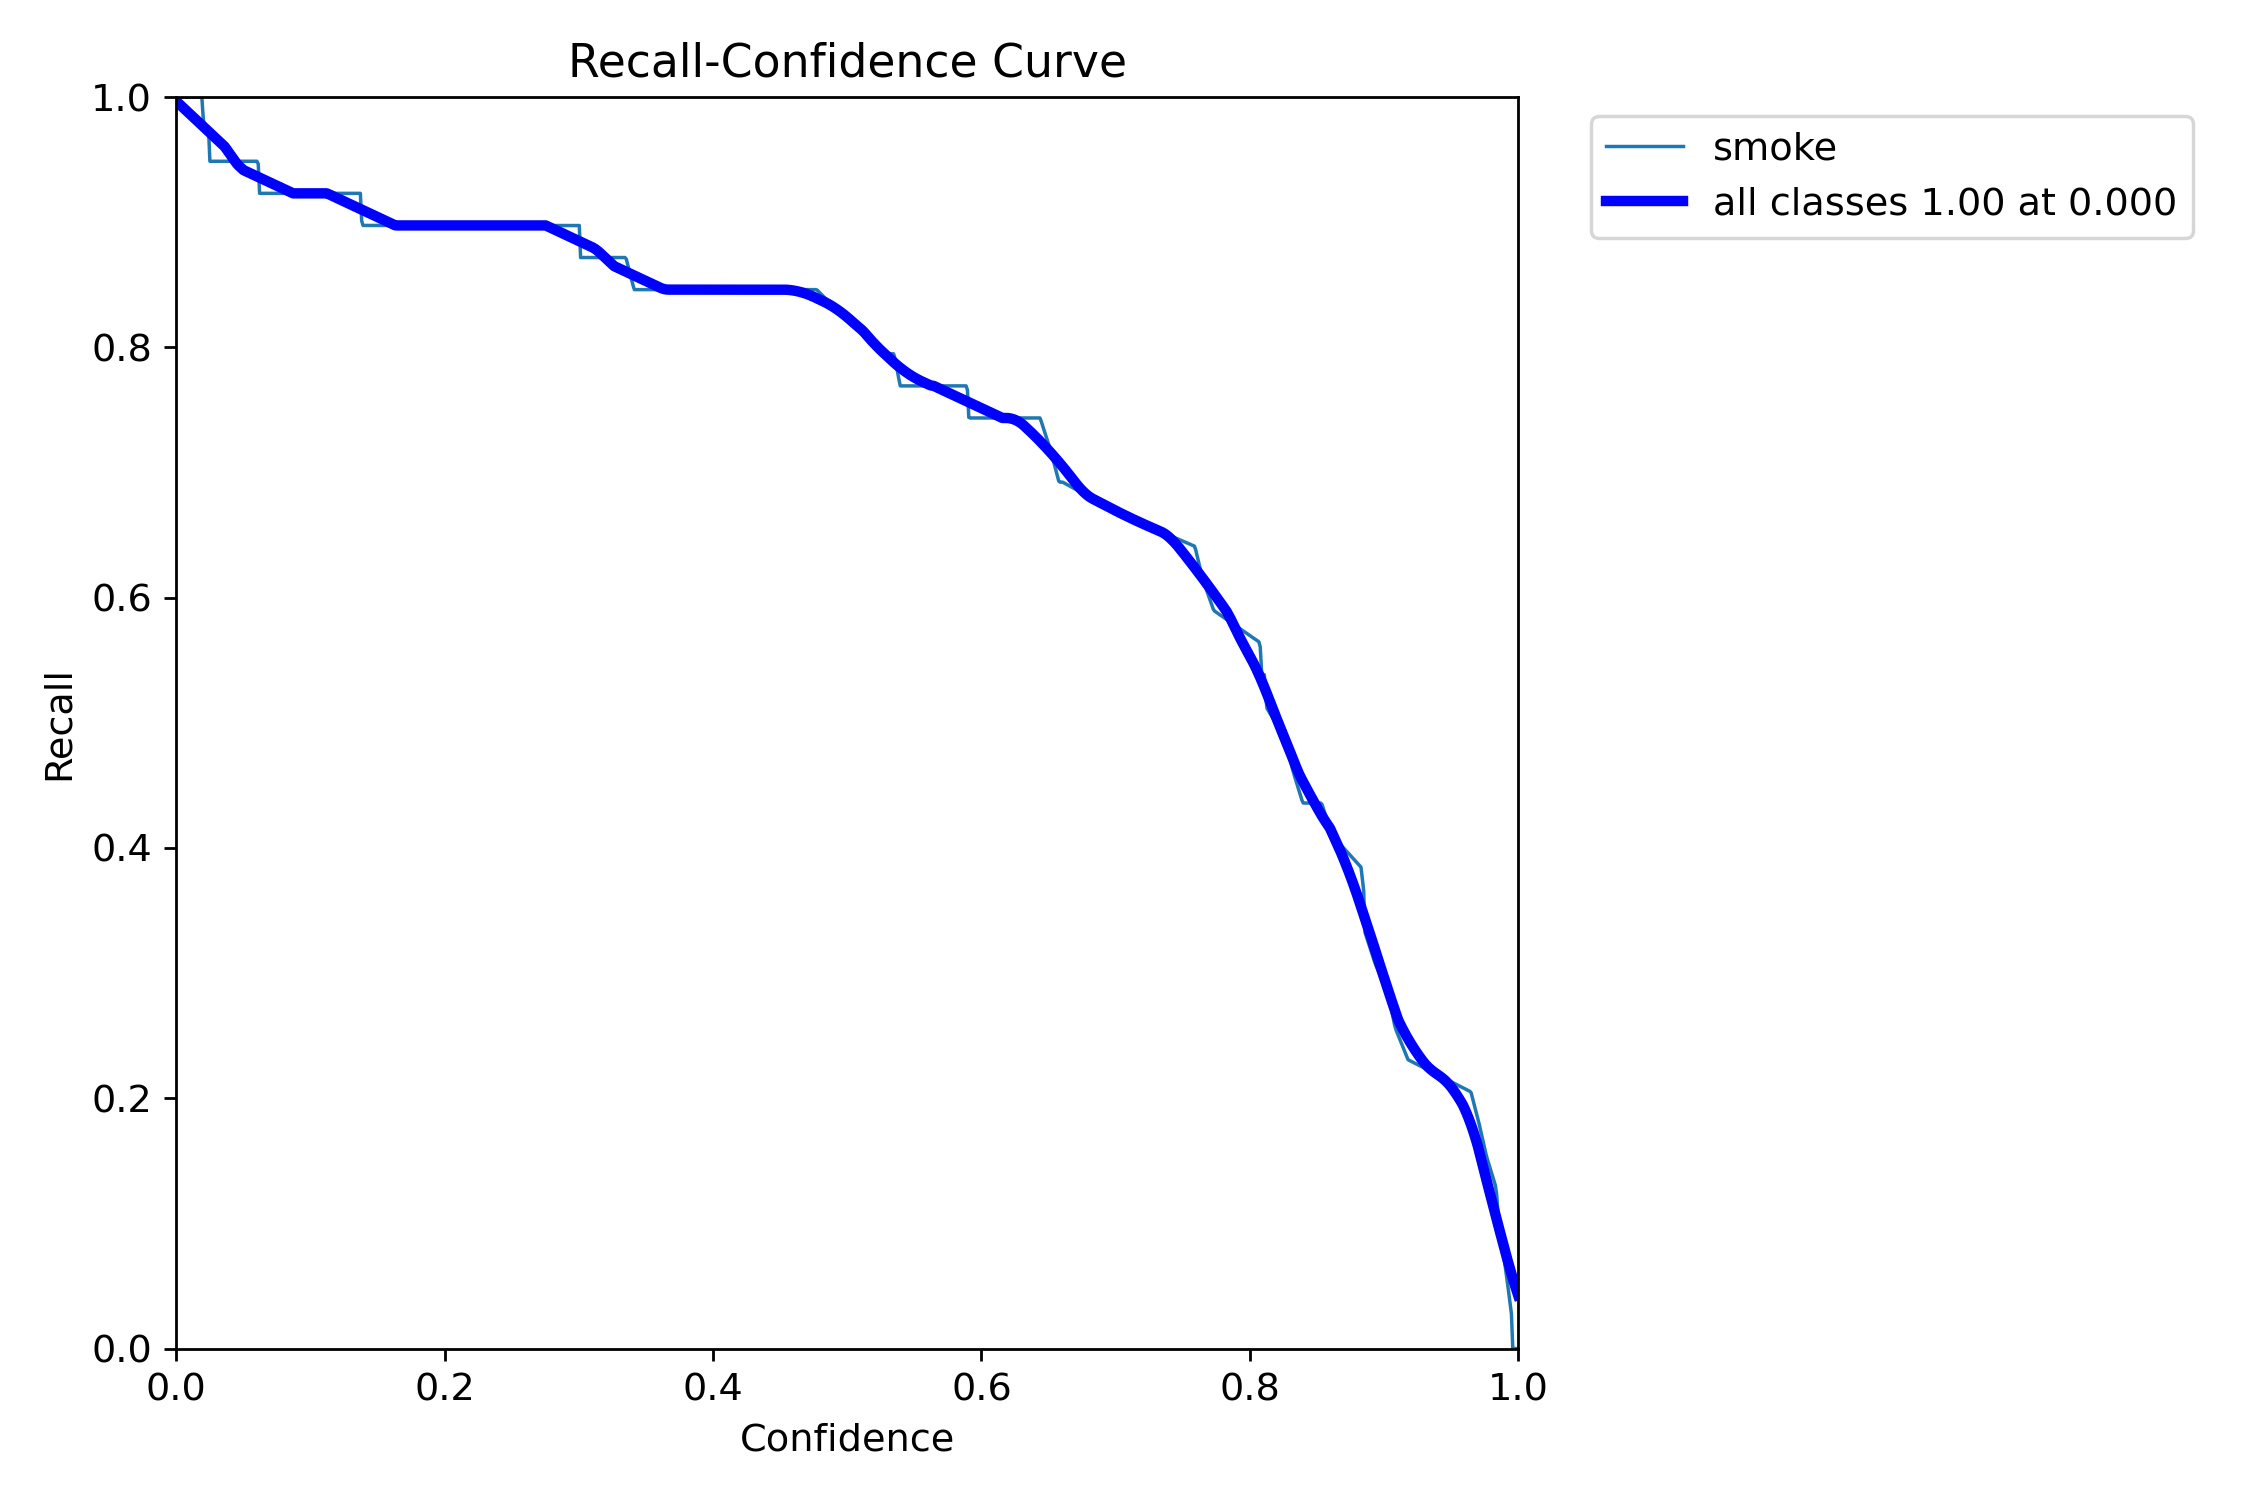 Recall-Confidence Curve
smoke
all classes 1.00 at 0.000
1.0
0.8
0.6
0.4
0.2
0.0
Recall
0.0 0.2 0.4 0.6 0.8 1.0
Confidence